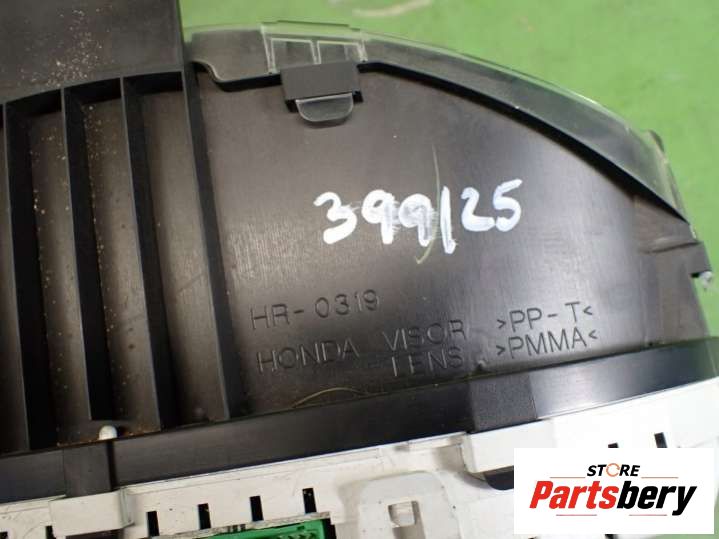 399/25
HR-0319
HONDA VISOR >PP-T<
LENS >PMMA<
STORE
Partsbery